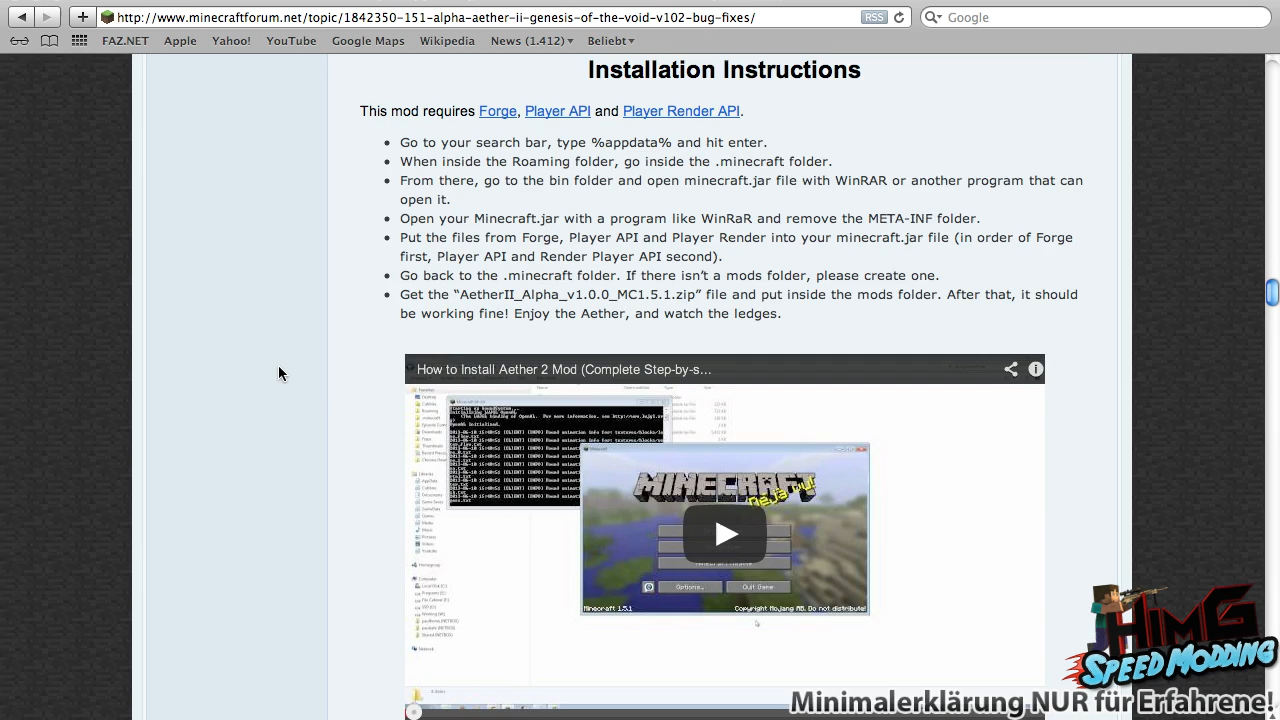 http://www.minecraftforum.net/topic/1842350-151-alpha-aether-ii-genesis-of-the-void-v102-bug-fixes/
RSS
Google
FAZ.NET Apple Yahoo! YouTube Google Maps Wikipedia News (1.412) Beliebt
Installation Instructions
This mod requires Forge, Player API and Player Render API.
Go to your search bar, type %appdata% and hit enter.
When inside the Roaming folder, go inside the .minecraft folder.
From there, go to the bin folder and open minecraft.jar file with WinRAR or another program that can
open it.
Open your Minecraft.jar with a program like WinRaR and remove the META-INF folder.
Put the files from Forge, Player API and Player Render into your minecraft.jar file (in order of Forge
first, Player API and Render Player API second).
Go back to the .minecraft folder. If there isn't a mods folder, please create one.
Get the “AetherII_Alpha_v1.0.0_MC1.5.1.zip” file and put inside the mods folder. After that, it should
be working fine! Enjoy the Aether, and watch the ledges.
How to Install Aether 2 Mod (Complete Step-by-s...
Minecraft
MINECRAFT
Deja vu!
Options...
Quit Game
Minecraft 1.5.1
Copyright Mojang AB. Do not distribute!
HMG
SPEED MODDING
Minimalerklärung NUR für Erfahrene!